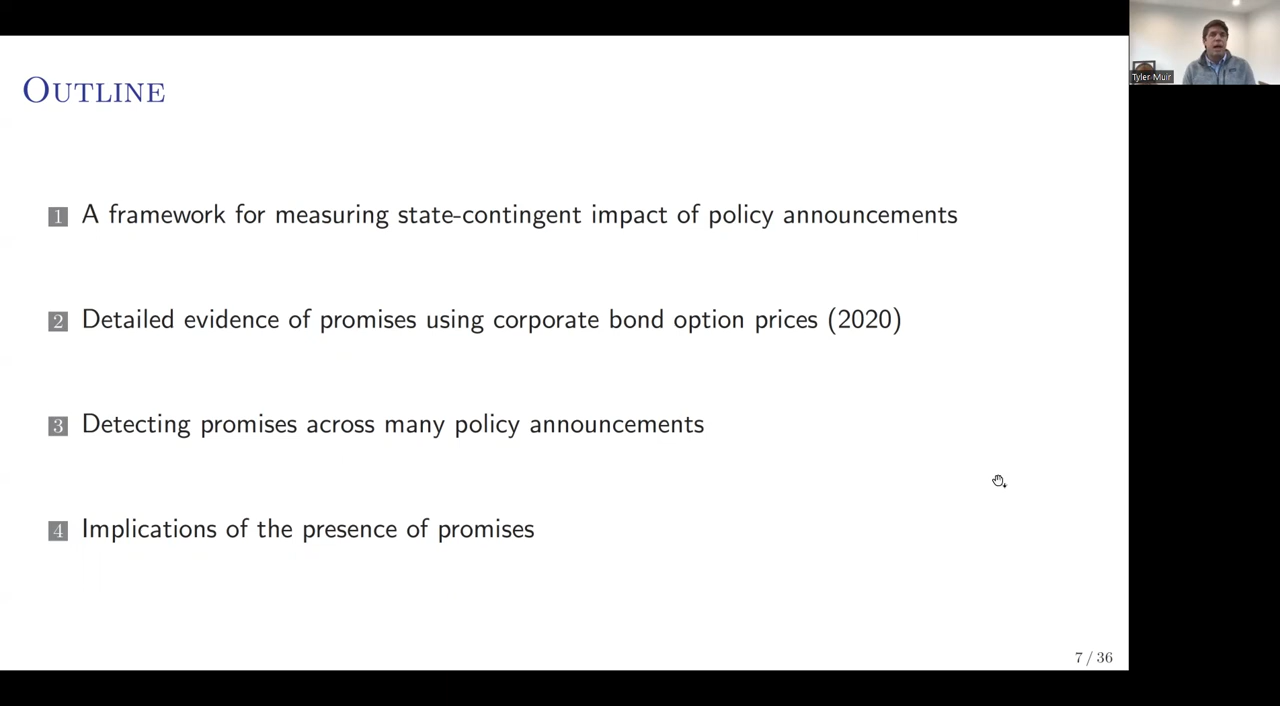 OUTLINE
Tyler Muir
1 A framework for measuring state-contingent impact of policy announcements
2 Detailed evidence of promises using corporate bond option prices (2020)
3 Detecting promises across many policy announcements
4 Implications of the presence of promises
7 / 36